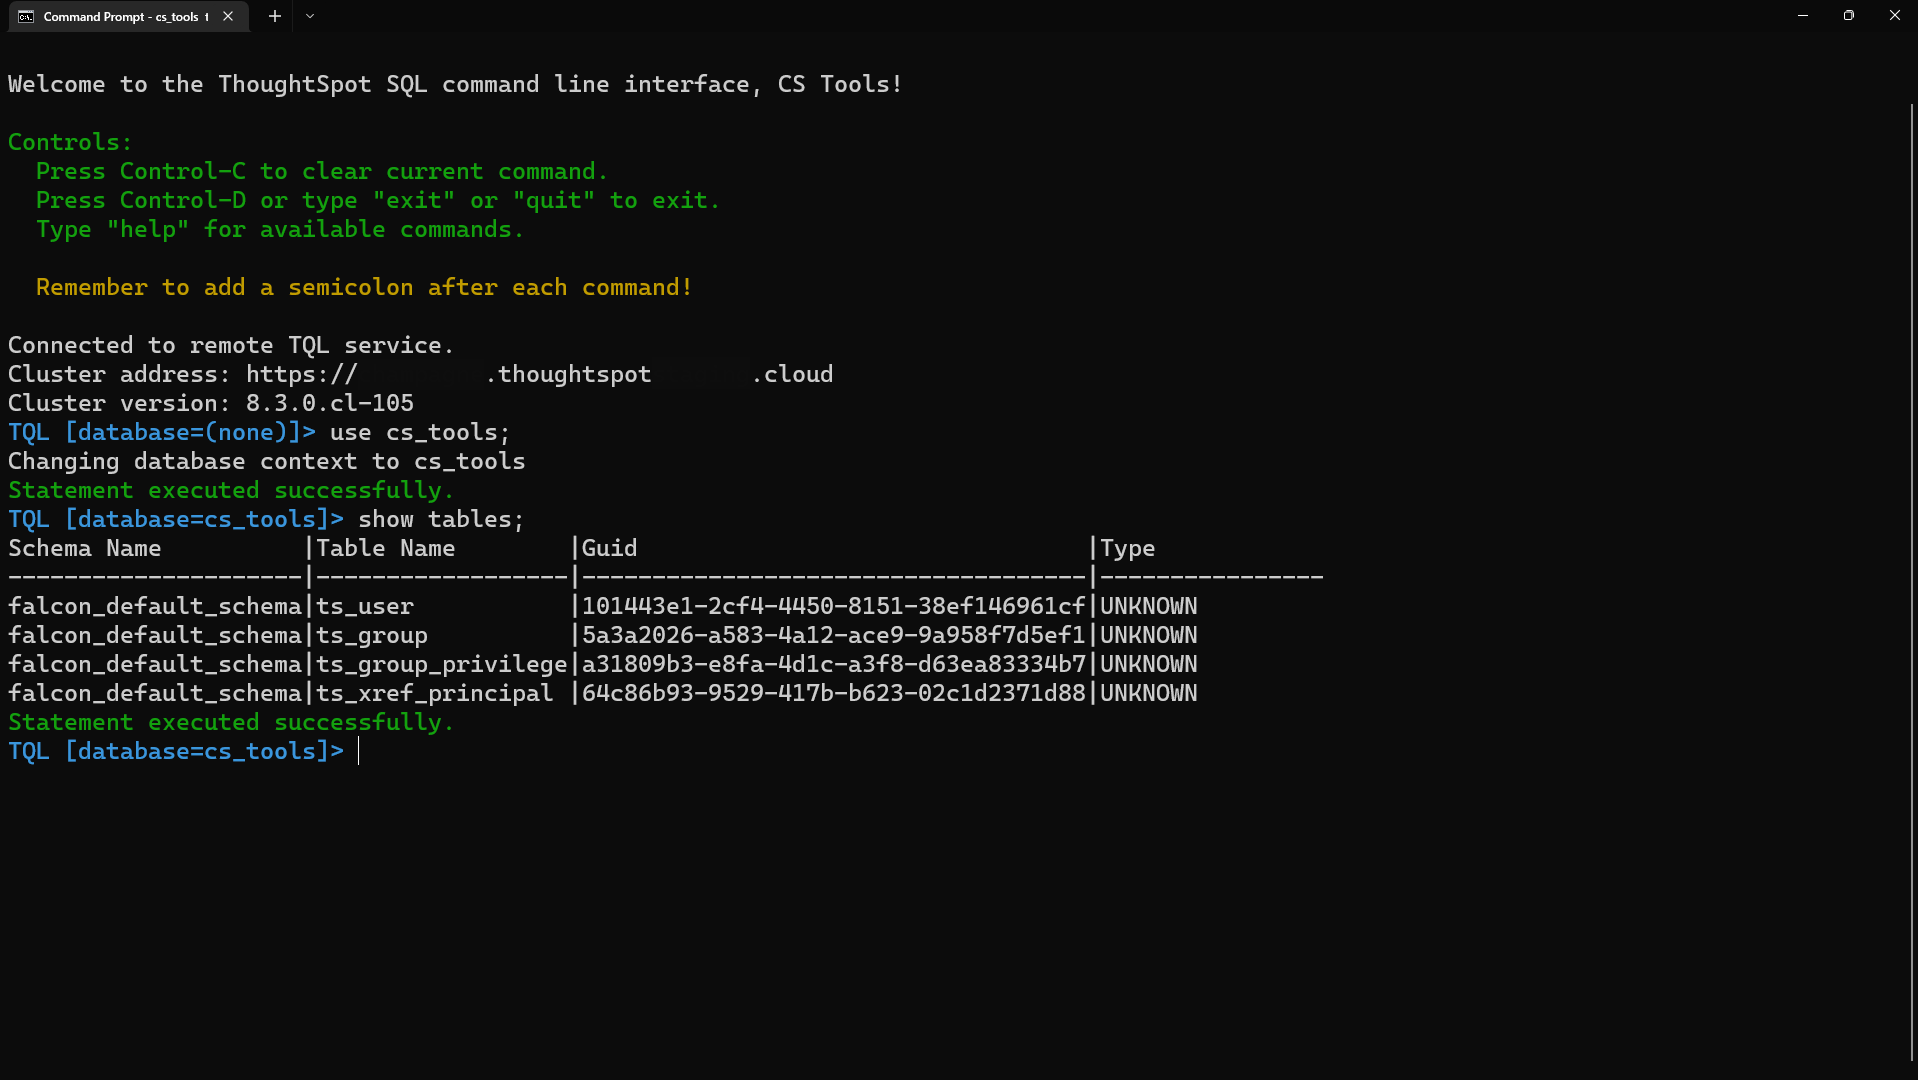 Command Prompt - cs_tools t
Welcome to the ThoughtSpot SQL command line interface, CS Tools!
Controls:
  Press Control-C to clear current command.
  Press Control-D or type "exit" or "quit" to exit.
  Type "help" for available commands.
  Remember to add a semicolon after each command!
Connected to remote TQL service.
Cluster address: https://         .thoughtspot       .cloud
Cluster version: 8.3.0.cl-105
TQL [database=(none)]> use cs_tools;
Changing database context to cs_tools
Statement executed successfully.
TQL [database=cs_tools]> show tables;
Schema Name          |Table Name        |Guid                                |Type
---------------------|------------------|------------------------------------|----------------
falcon_default_schema|ts_user           |101443e1-2cf4-4450-8151-38ef146961cf|UNKNOWN
falcon_default_schema|ts_group          |5a3a2026-a583-4a12-ace9-9a958f7d5ef1|UNKNOWN
falcon_default_schema|ts_group_privilege|a31809b3-e8fa-4d1c-a3f8-d63ea83334b7|UNKNOWN
falcon_default_schema|ts_xref_principal |64c86b93-9529-417b-b623-02c1d2371d88|UNKNOWN
Statement executed successfully.
TQL [database=cs_tools]>